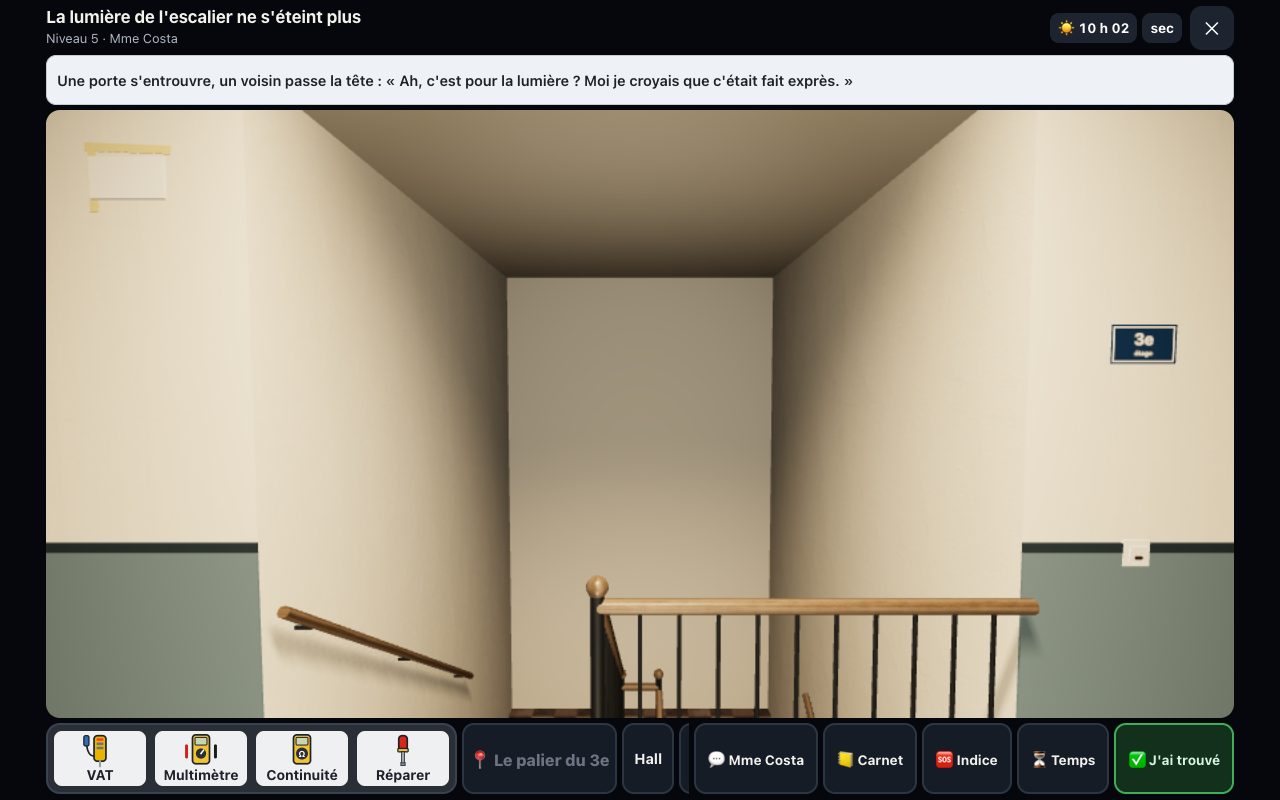 La lumière de l'escalier ne s'éteint plus
Niveau 5 · Mme Costa
10 h 02
sec
Une porte s'entrouvre, un voisin passe la tête : « Ah, c'est pour la lumière ? Moi je croyais que c'était fait exprès. »
3e
étage
VAT
Multimètre
Continuité
Réparer
Le palier du 3e
Hall
Mme Costa
Carnet
SOS
Indice
Temps
J'ai trouvé